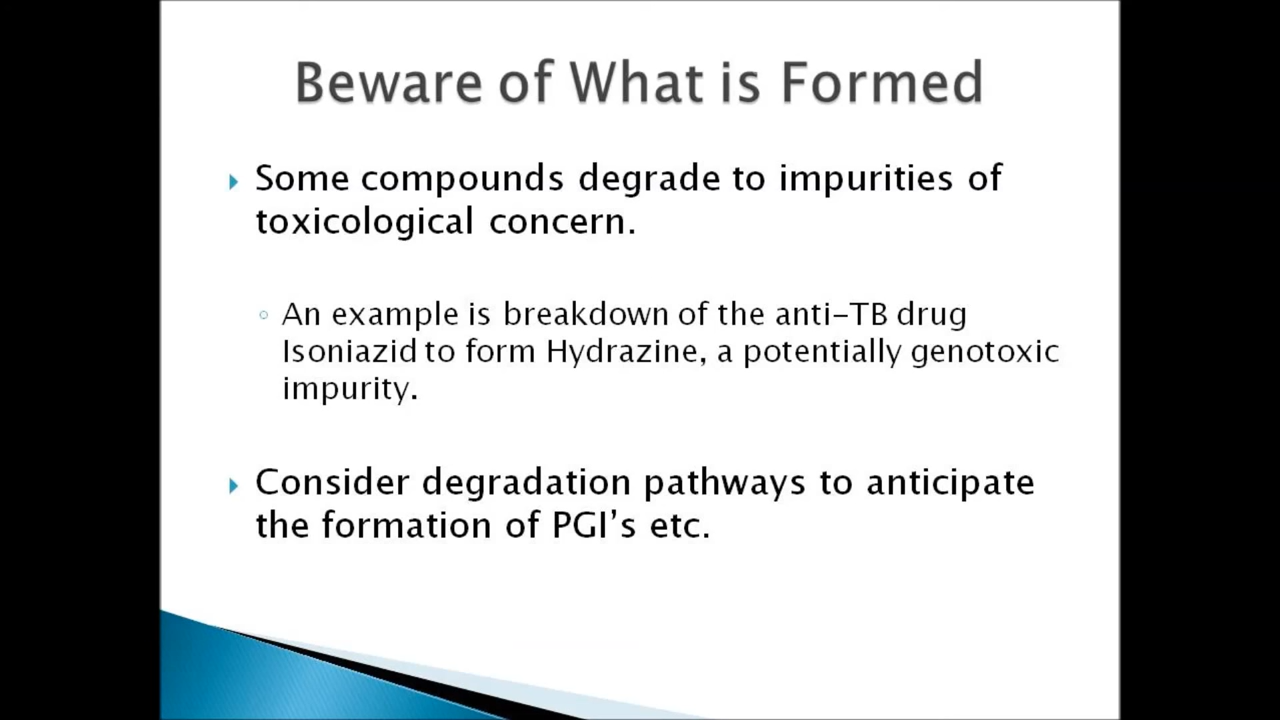 Beware of What is Formed
Some compounds degrade to impurities of
toxicological concern.
An example is breakdown of the anti-TB drug
Isoniazid to form Hydrazine, a potentially genotoxic
impurity.
Consider degradation pathways to anticipate
the formation of PGI's etc.